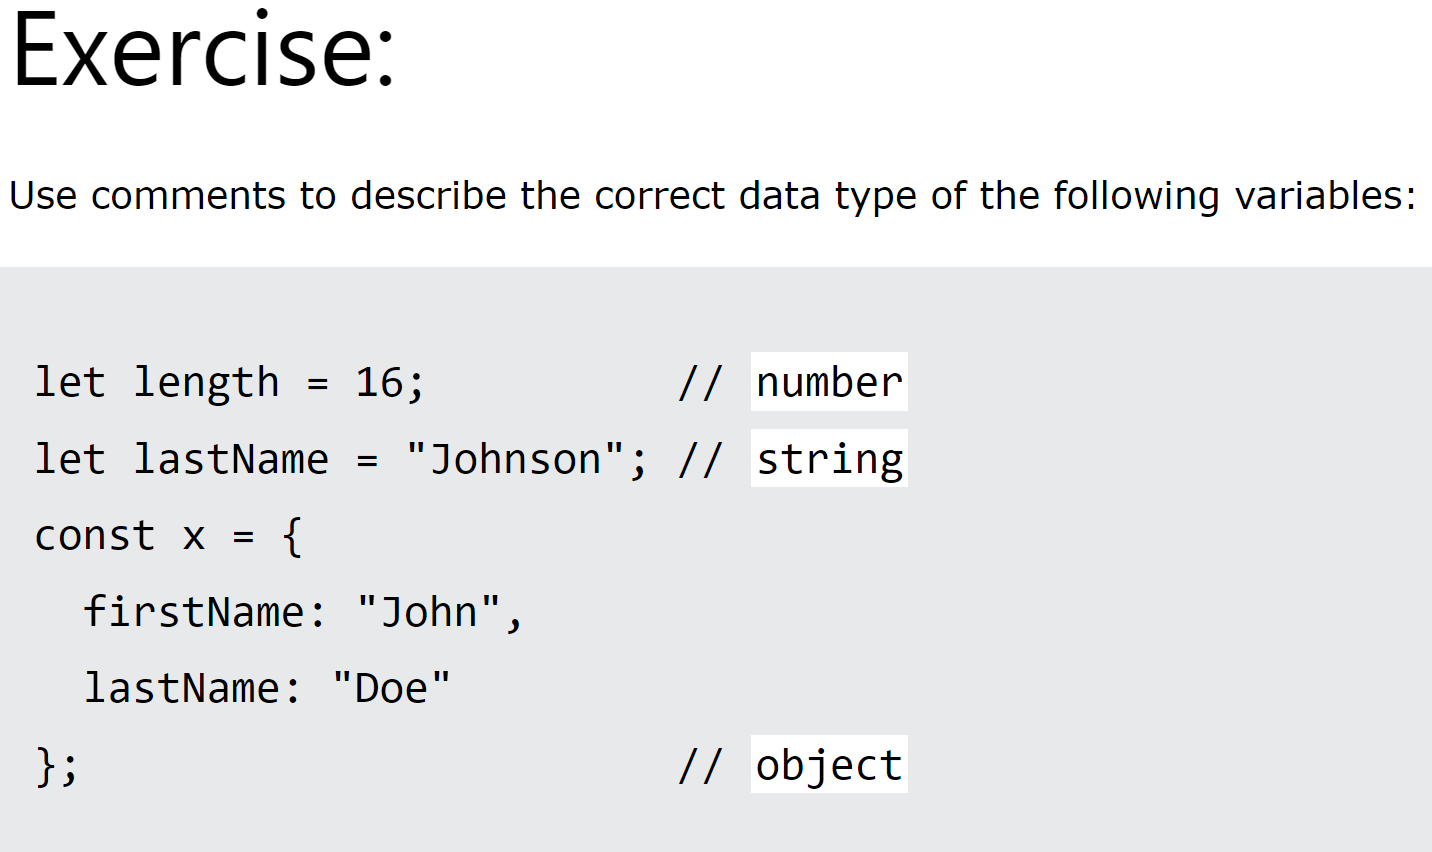 Exercise:
Use comments to describe the correct data type of the following variables:
let length = 16; // number
let lastName = "Johnson"; // string
const x = {
firstName: "John",
lastName: "Doe"
}; // object